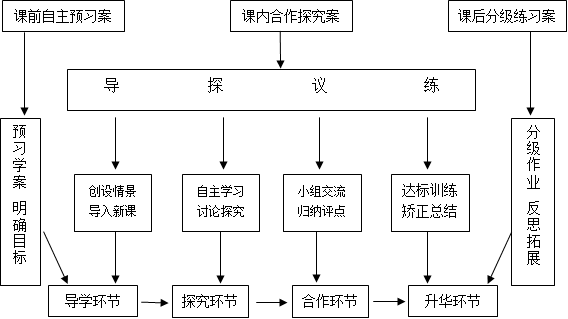 课前自主预习案
课内合作探究案
课后分级练习案
导 探 议 练
预习学案 明确目标
创设情景
导入新课
自主学习
讨论探究
小组交流
归纳评点
达标训练
矫正总结
分级作业 反思拓展
导学环节
探究环节
合作环节
升华环节